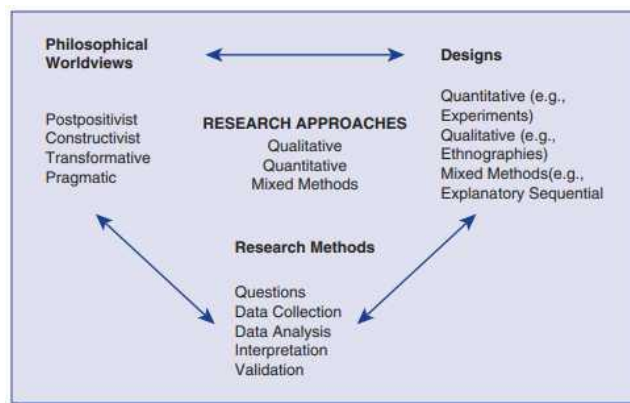 Philosophical
Worldviews
Postpositivist
Constructivist
Transformative
Pragmatic
RESEARCH APPROACHES
Qualitative
Quantitative
Mixed Methods
Designs
Quantitative (e.g.,
Experiments)
Qualitative (e.g.,
Ethnographies)
Mixed Methods(e.g.,
Explanatory Sequential
Research Methods
Questions
Data Collection
Data Analysis
Interpretation
Validation